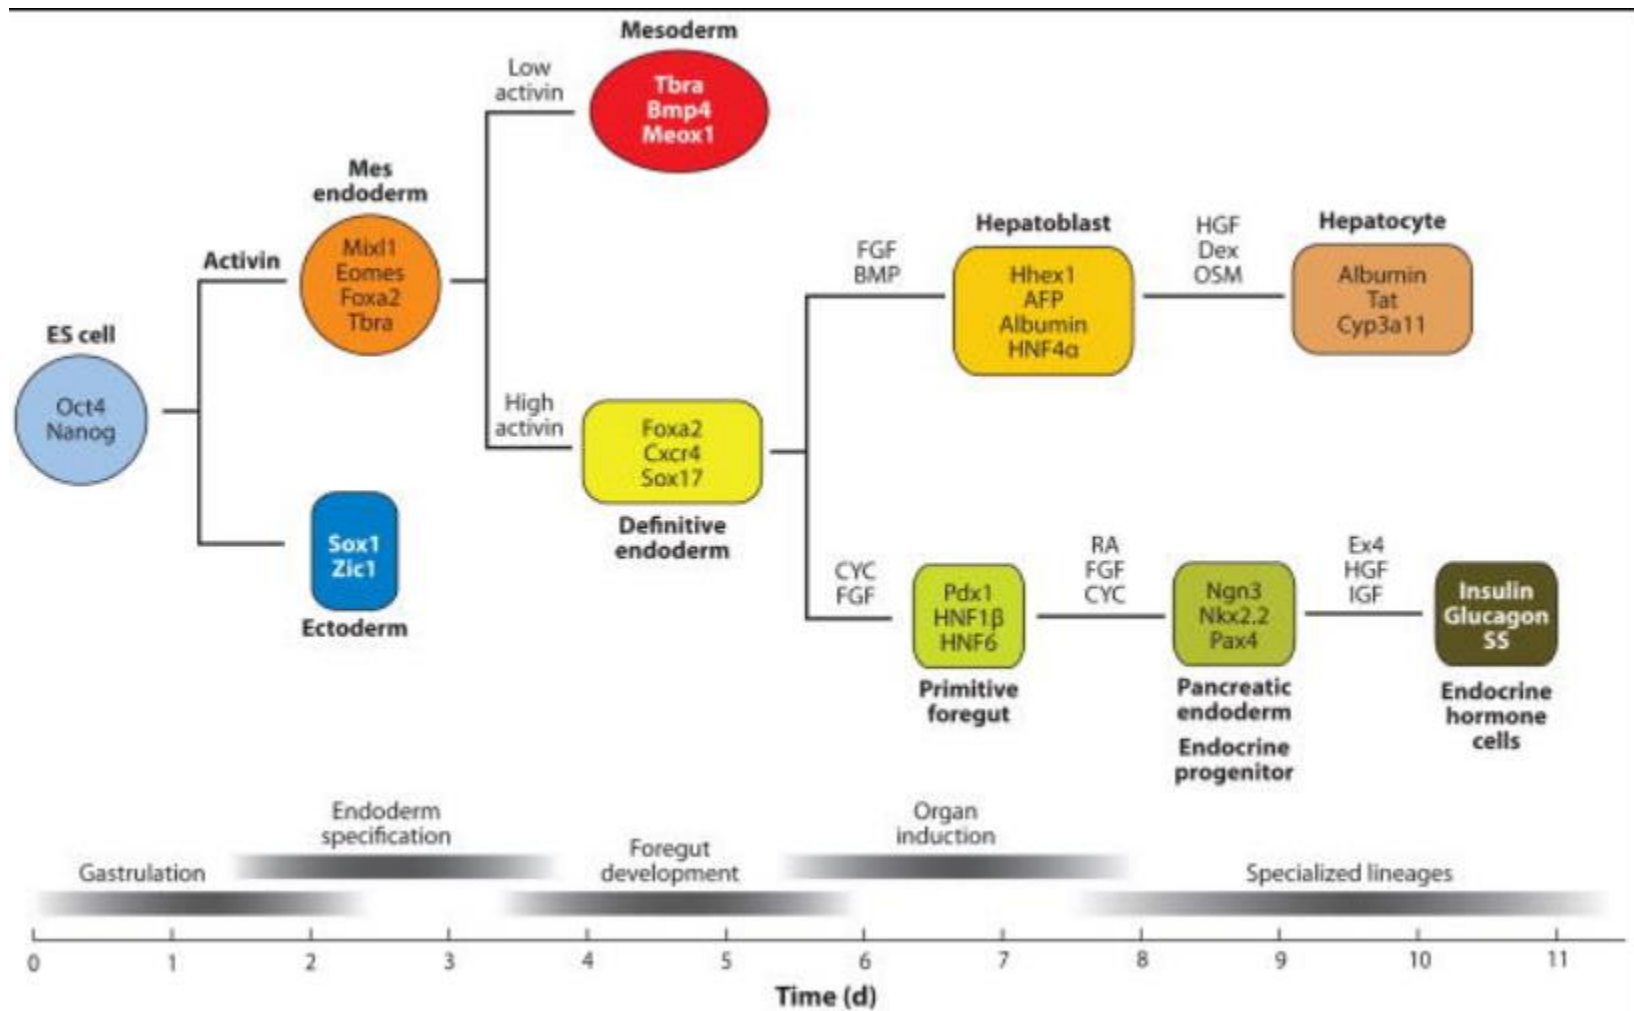 Mesoderm
Low
activin
Tbra
Bmp4
Meox1
Mes
endoderm
Activin
Mixl1
Eomes
Foxa2
Tbra
ES cell
Oct4
Nanog
Sox1
Zic1
Ectoderm
High
activin
Foxa2
Cxcr4
Sox17
Definitive
endoderm
FGF
BMP
Hepatoblast
Hhex1
AFP
Albumin
HNF4α
HGF
Dex
OSM
Hepatocyte
Albumin
Tat
Cyp3a11
CYC
FGF
Pdx1
HNF1β
HNF6
Primitive
foregut
RA
FGF
CYC
Ngn3
Nkx2.2
Pax4
Pancreatic
endoderm
Endocrine
progenitor
Ex4
HGF
IGF
Insulin
Glucagon
SS
Endocrine
hormone
cells
Gastrulation
Endoderm
specification
Foregut
development
Organ
induction
Specialized lineages
0 1 2 3 4 5 6 7 8 9 10 11
Time (d)